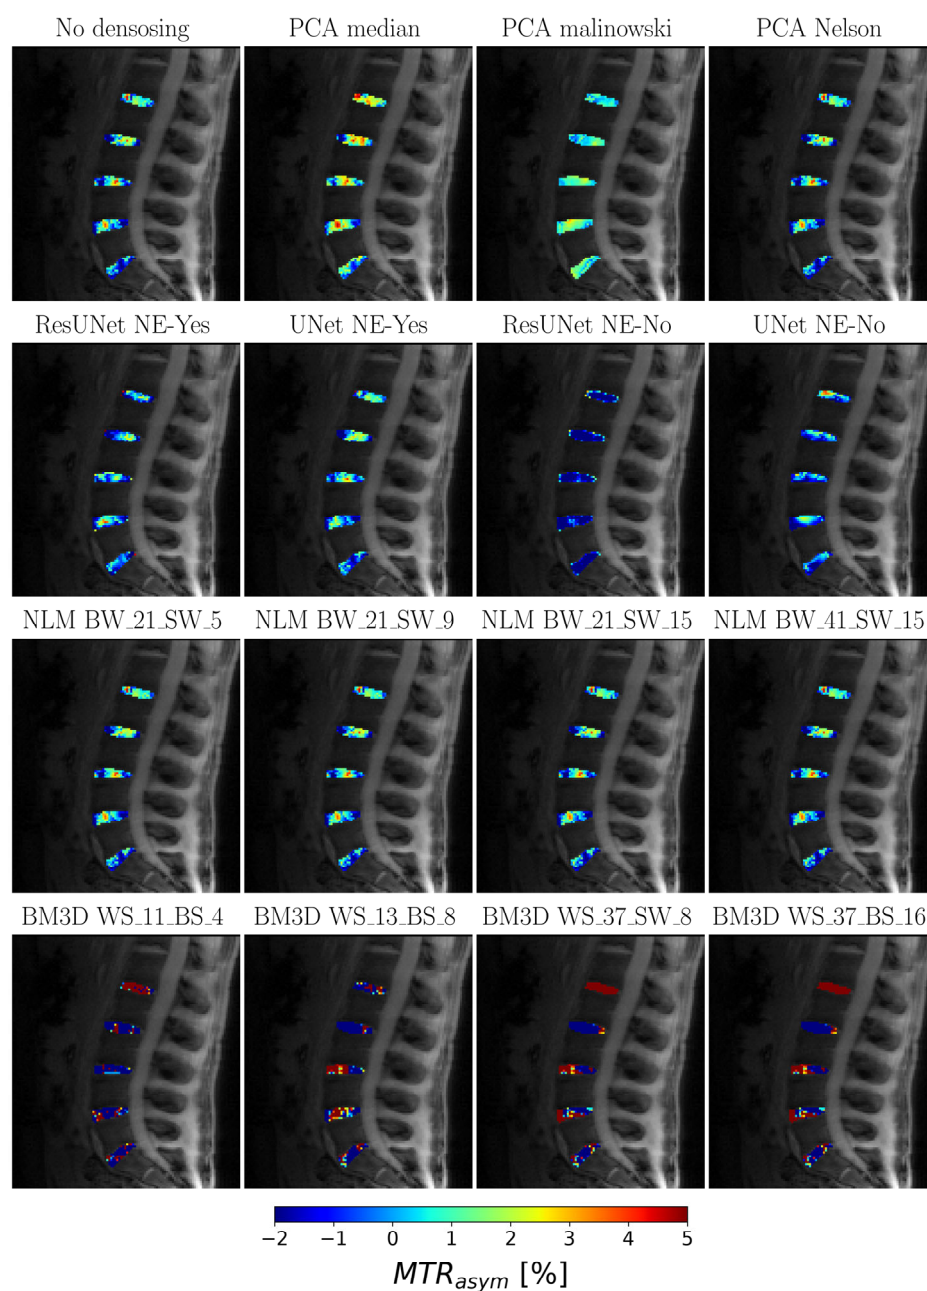 No densosing PCA median PCA malinowski PCA Nelson
ResUNet NE-Yes UNet NE-Yes ResUNet NE-No UNet NE-No
NLM BW_21_SW_5 NLM BW_21_SW_9 NLM BW_21_SW_15 NLM BW_41_SW_15
BM3D WS_11_BS_4 BM3D WS_13_BS_8 BM3D WS_37_SW_8 BM3D WS_37_BS_16
−2 −1 0 1 2 3 4 5
MTRasym [%]